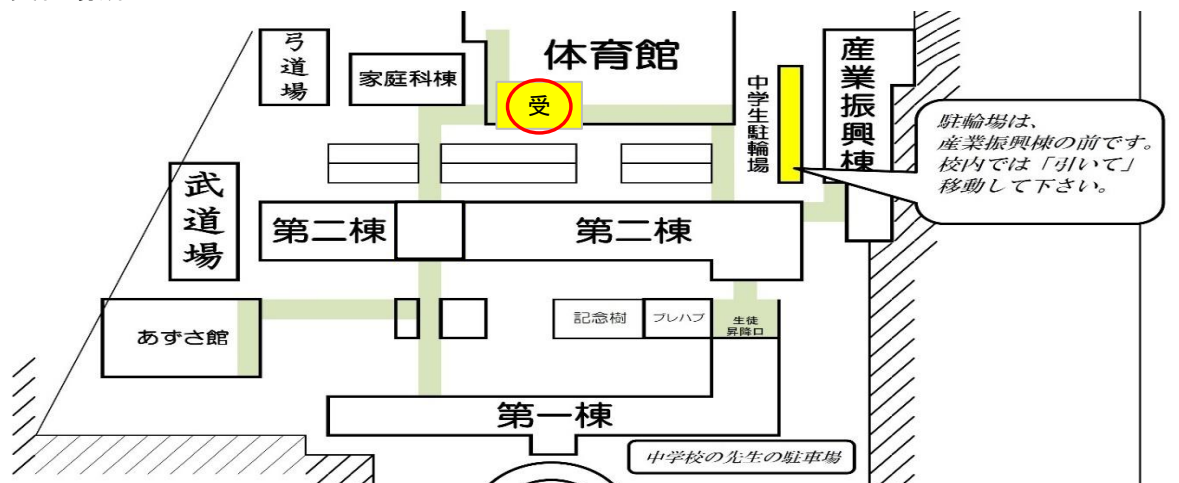 弓道場
家庭科棟
体育館
受
中学生駐輪場
産業振興棟
駐輪場は、
産業振興棟の前です。
校内では「引いて」
移動して下さい。
武道場
第二棟
第二棟
あずさ館
記念樹
プレハブ
生徒
昇降口
第一棟
中学校の先生の駐車場